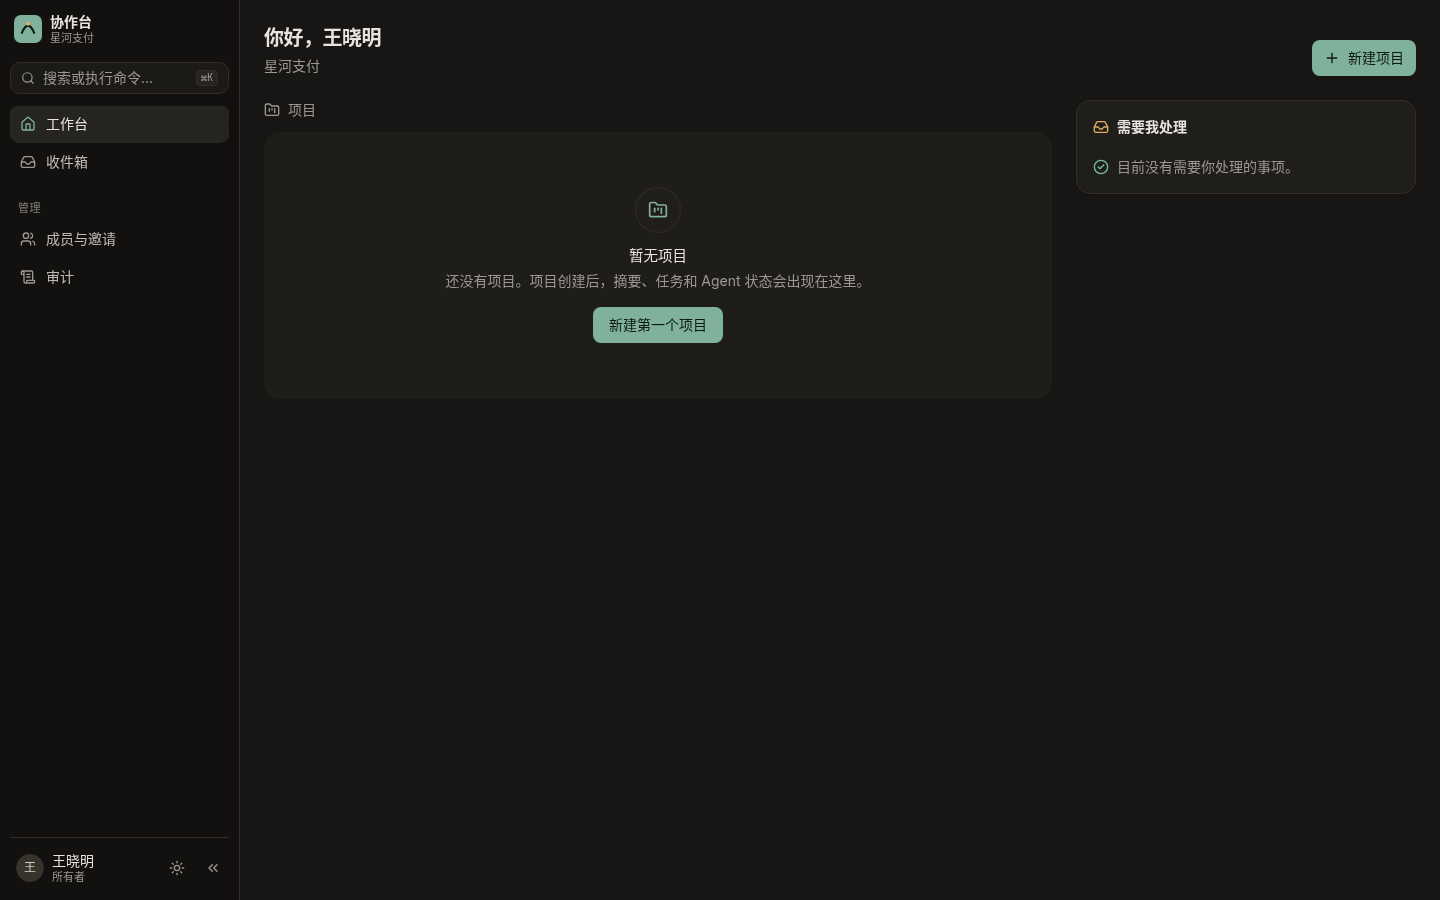 协作台
星河支付
搜索或执行命令...
⌘K
工作台
收件箱
管理
成员与邀请
审计
王
王晓明
所有者
你好，王晓明
星河支付
新建项目
项目
暂无项目
还没有项目。项目创建后，摘要、任务和 Agent 状态会出现在这里。
新建第一个项目
需要我处理
目前没有需要你处理的事项。